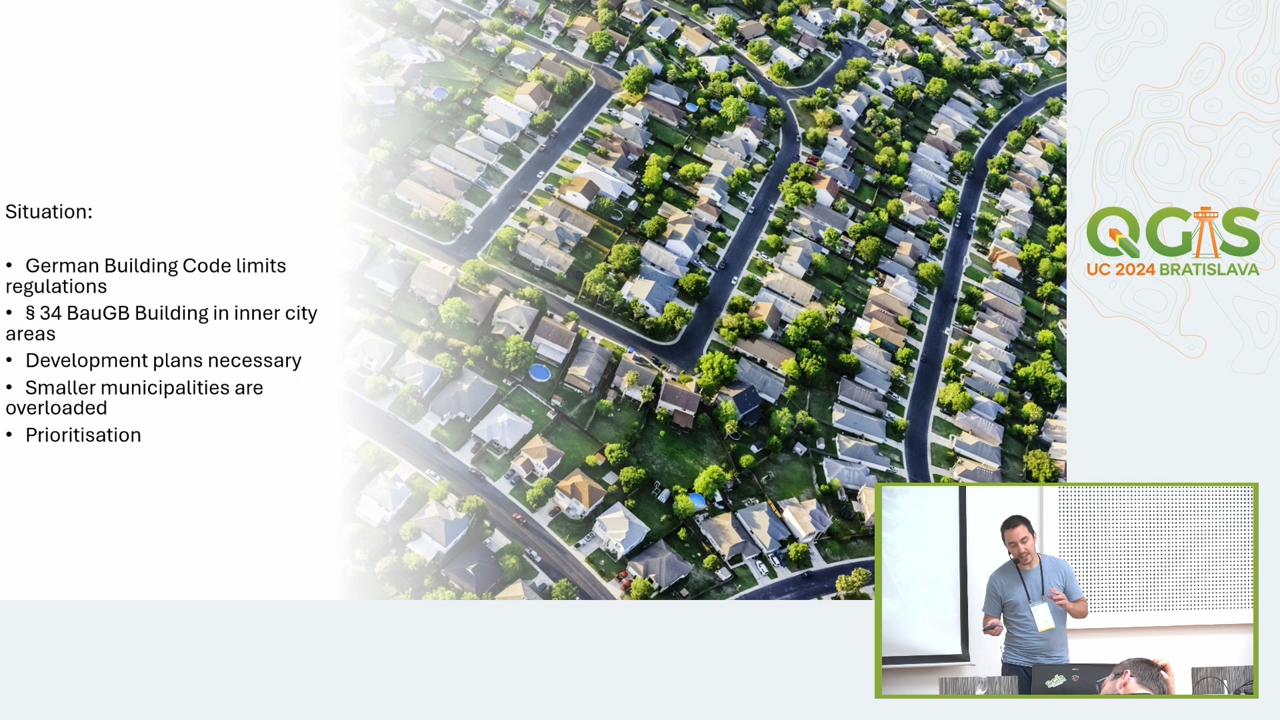 Situation:
• German Building Code limits
regulations
• § 34 BauGB Building in inner city
areas
• Development plans necessary
• Smaller municipalities are
overloaded
• Prioritisation
QGIS
UC 2024 BRATISLAVA